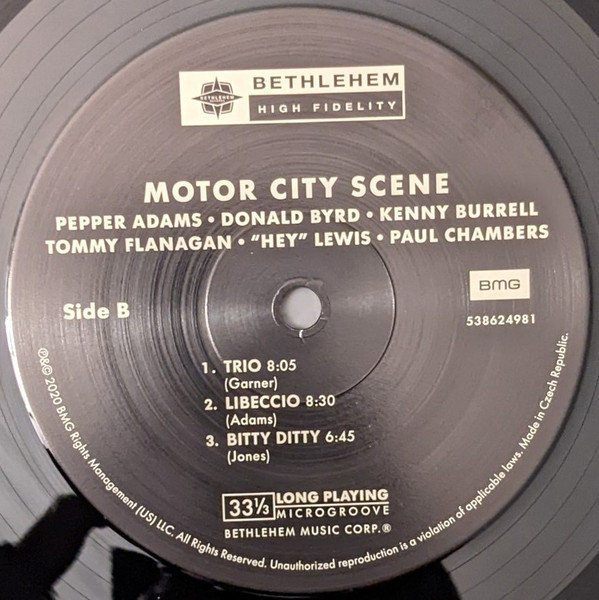 BETHLEHEM
BETHLEHEM
HIGH FIDELITY
MOTOR CITY SCENE
PEPPER ADAMS • DONALD BYRD • KENNY BURRELL
TOMMY FLANAGAN • "HEY" LEWIS • PAUL CHAMBERS
BMG
Side B
538624981
1. TRIO 8:05
(Garner)
2. LIBECCIO 8:30
(Adams)
3. BITTY DITTY 6:45
(Jones)
33⅓ LONG PLAYING
MICROGROOVE
BETHLEHEM MUSIC CORP.®
℗&© 2020 BMG Rights Management (US) LLC. All Rights Reserved. Unauthorized reproduction is a violation of applicable laws. Made in Czech Republic.